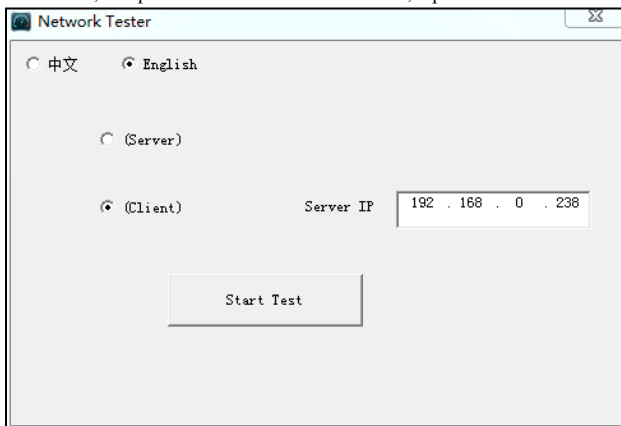 Network Tester
中文 English
(Server)
(Client) Server IP 192 . 168 . 0 . 238
Start Test